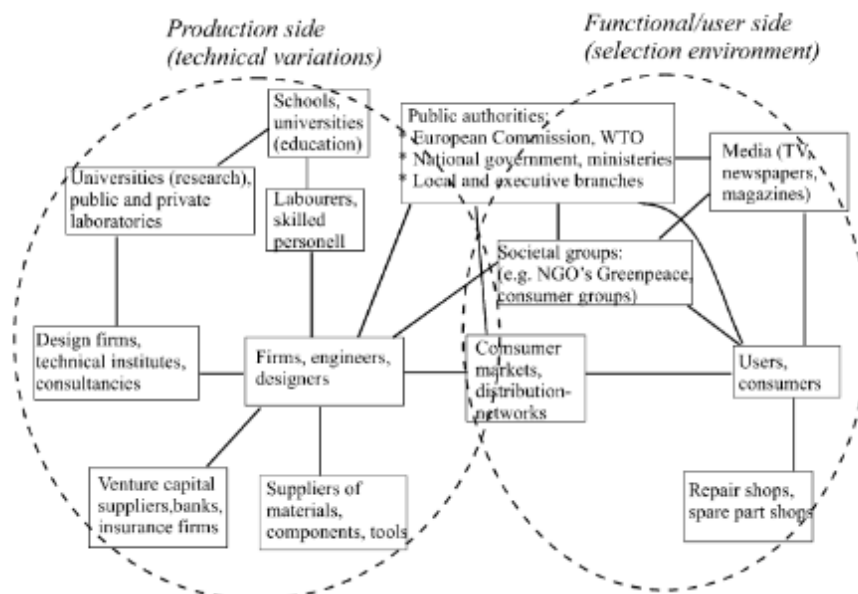 Production side
(technical variations)
Functional/user side
(selection environment)
Schools,
universities
(education)
Public authorities;
* European Commission, WTO
* National government, ministeries
* Local and executive branches
Media (TV,
newspapers,
magazines)
Universities (research),
public and private
laboratories
Labourers,
skilled
personell
Societal groups:
(e.g. NGO's Greenpeace,
consumer groups)
Design firms,
technical institutes,
consultancies
Firms, engineers,
designers
Comsumer
markets,
distribution-
networks
Users,
consumers
Venture capital
suppliers,banks,
insurance firms
Suppliers of
materials,
components, tools
Repair shops,
spare part shops